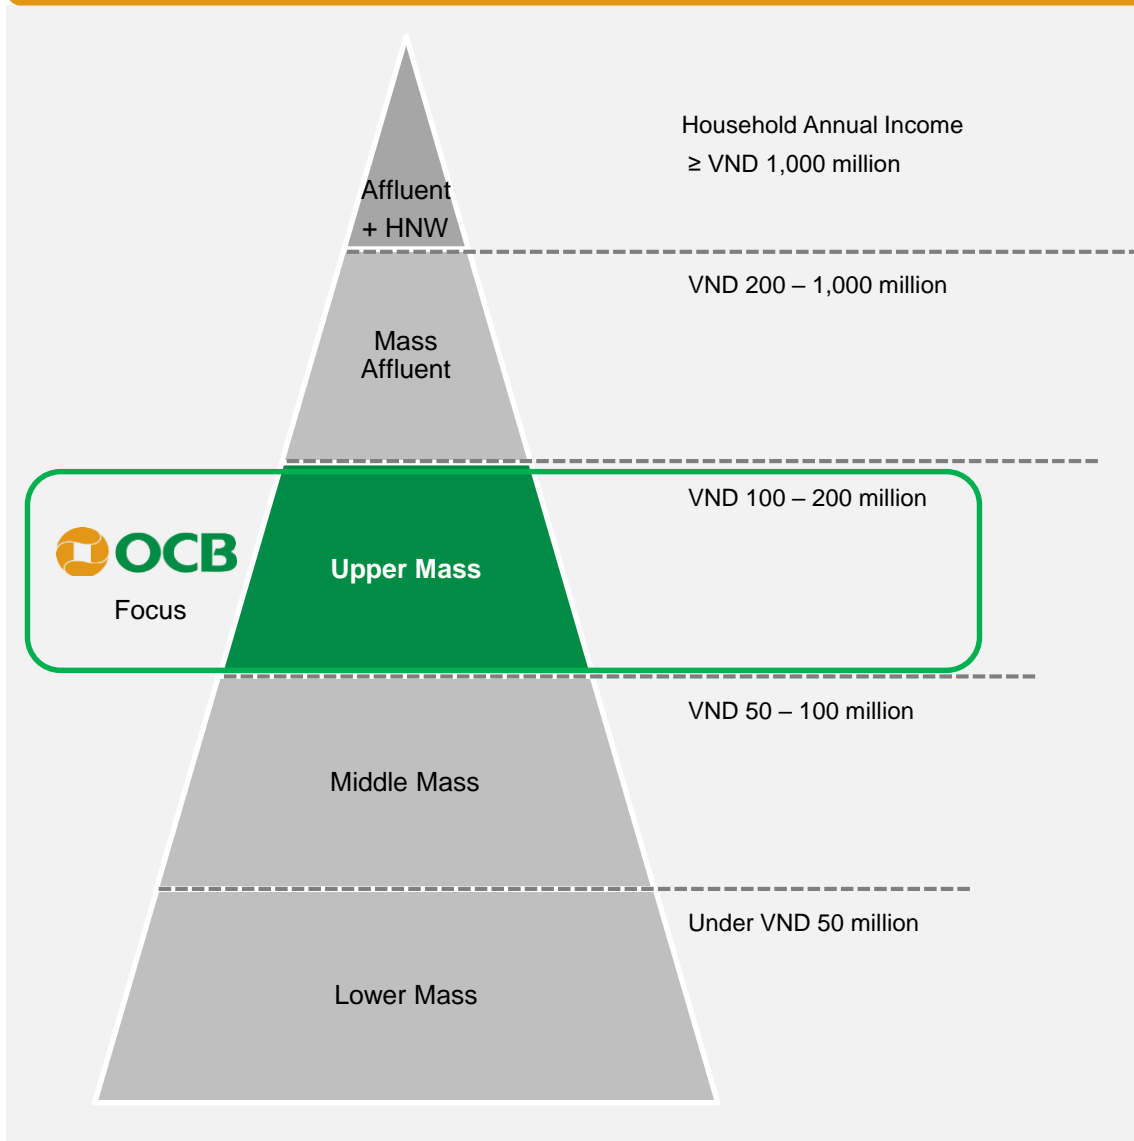 Household Annual Income
≥ VND 1,000 million
Affluent
+ HNW
VND 200 – 1,000 million
Mass
Affluent
VND 100 – 200 million
OCB
Focus
Upper Mass
VND 50 – 100 million
Middle Mass
Under VND 50 million
Lower Mass